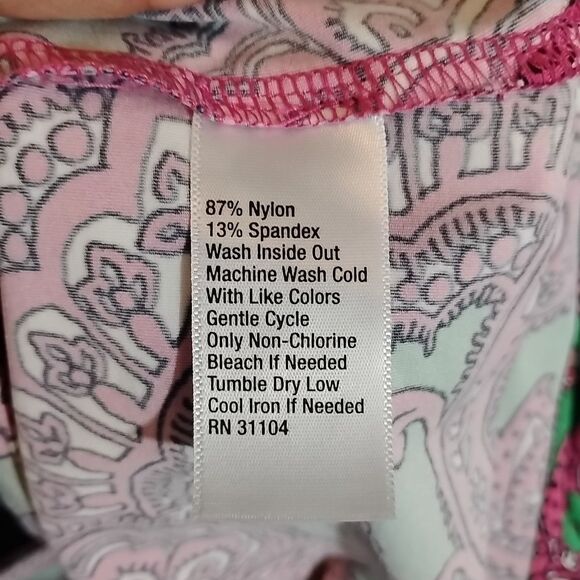 87% Nylon
13% Spandex
Wash Inside Out
Machine Wash Cold
With Like Colors
Gentle Cycle
Only Non-Chlorine
Bleach If Needed
Tumble Dry Low
Cool Iron If Needed
RN 31104